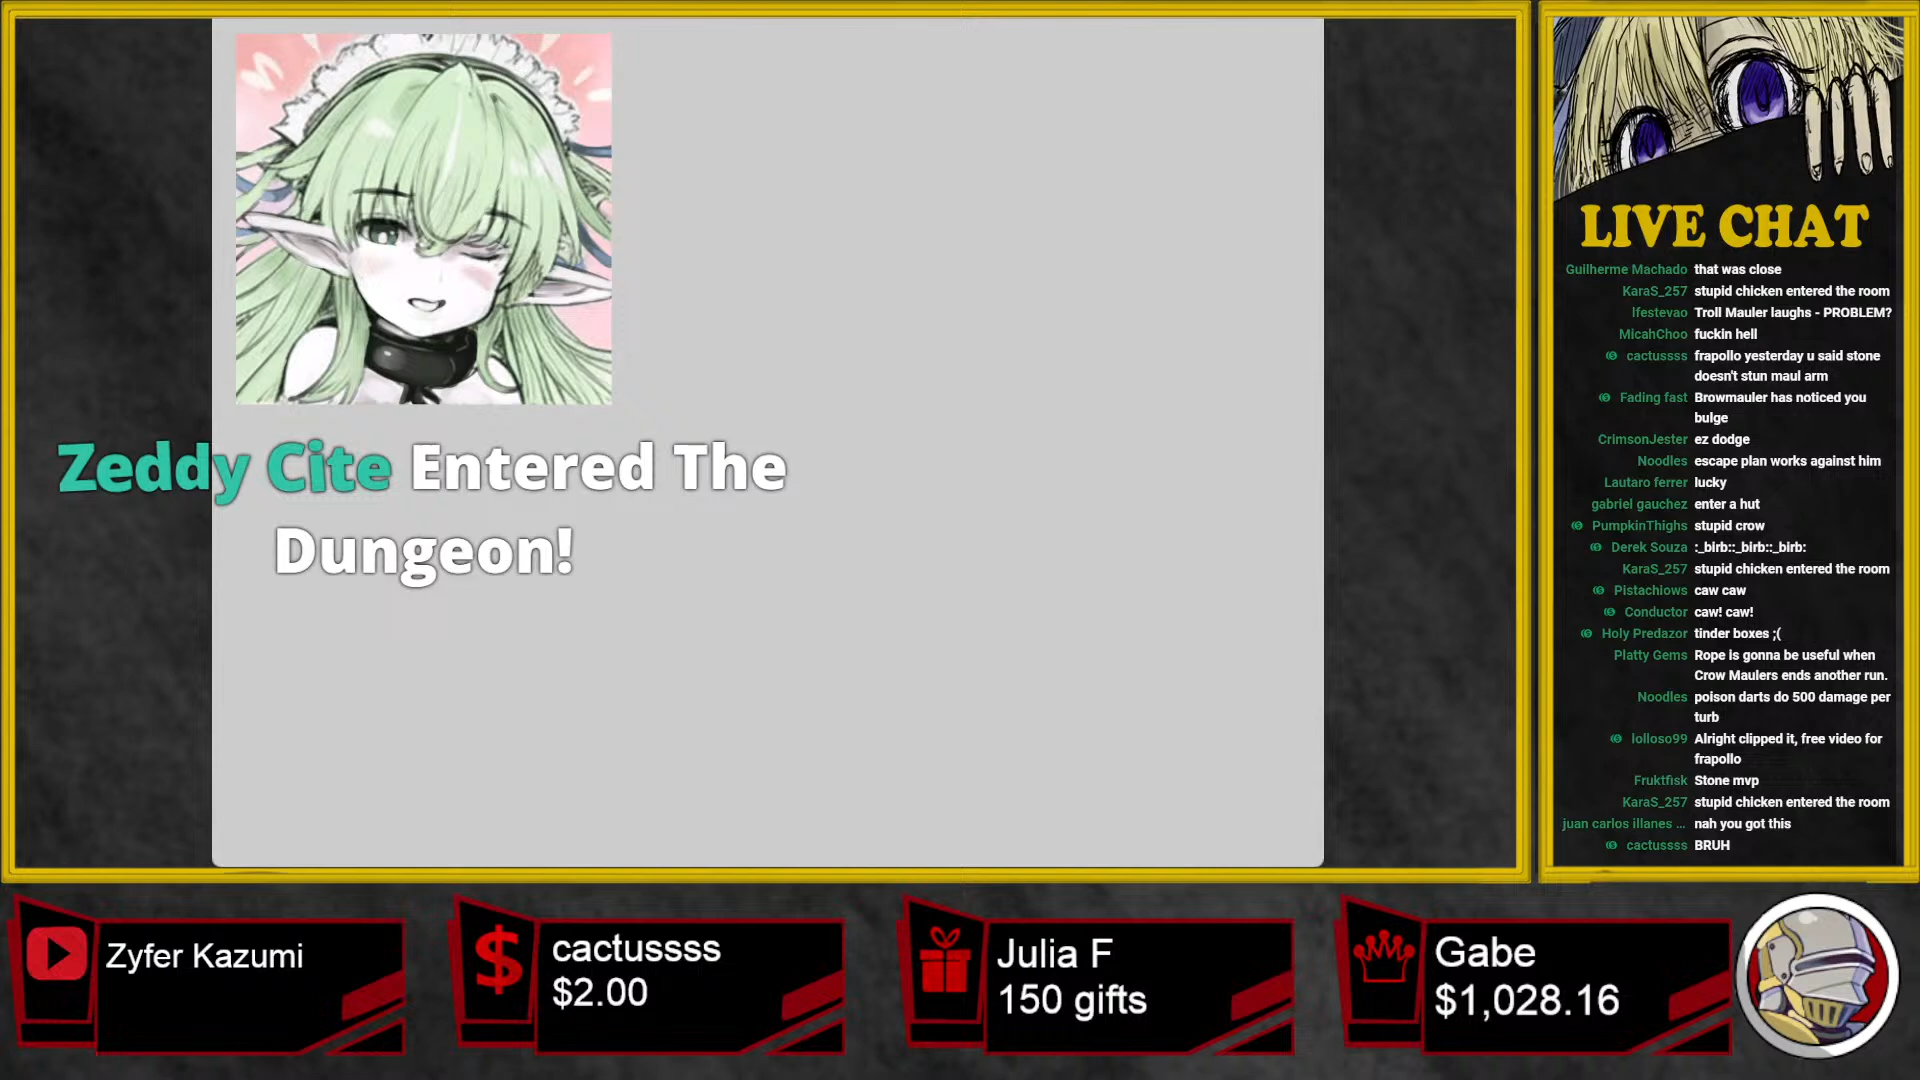 Zeddy Cite Entered The
Dungeon!
LIVE CHAT
Guilherme Machado that was close
KaraS_257 stupid chicken entered the room
lfestevao Troll Mauler laughs - PROBLEM?
MicahChoo fuckin hell
cactussss frapollo yesterday u said stone
doesn't stun maul arm
Fading fast Browmauler has noticed you
bulge
CrimsonJester ez dodge
Noodles escape plan works against him
Lautaro ferrer lucky
gabriel gauchez enter a hut
PumpkinThighs stupid crow
Derek Souza :_birb::_birb::_birb:
KaraS_257 stupid chicken entered the room
Pistachiows caw caw
Conductor caw! caw!
Holy Predazor tinder boxes ;(
Platty Gems Rope is gonna be useful when
Crow Maulers ends another run.
Noodles poison darts do 500 damage per
turb
lolloso99 Alright clipped it, free video for
frapollo
Fruktfisk Stone mvp
KaraS_257 stupid chicken entered the room
juan carlos illanes ... nah you got this
cactussss BRUH
Zyfer Kazumi
cactussss
$2.00
Julia F
150 gifts
Gabe
$1,028.16